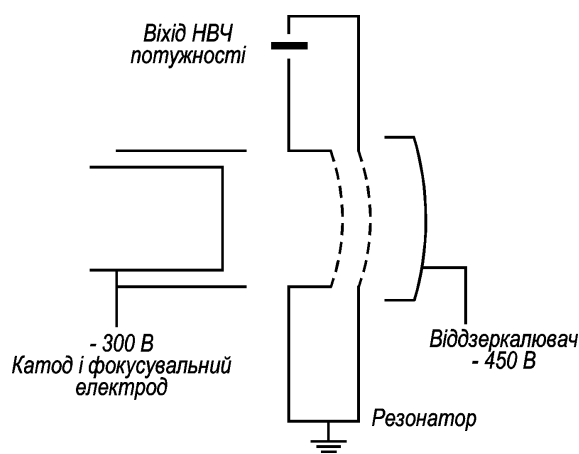 Віхід НВЧ
потужності
- 300 В
Катод і фокусувальний
електрод
Віддзеркалювач
- 450 В
Резонатор